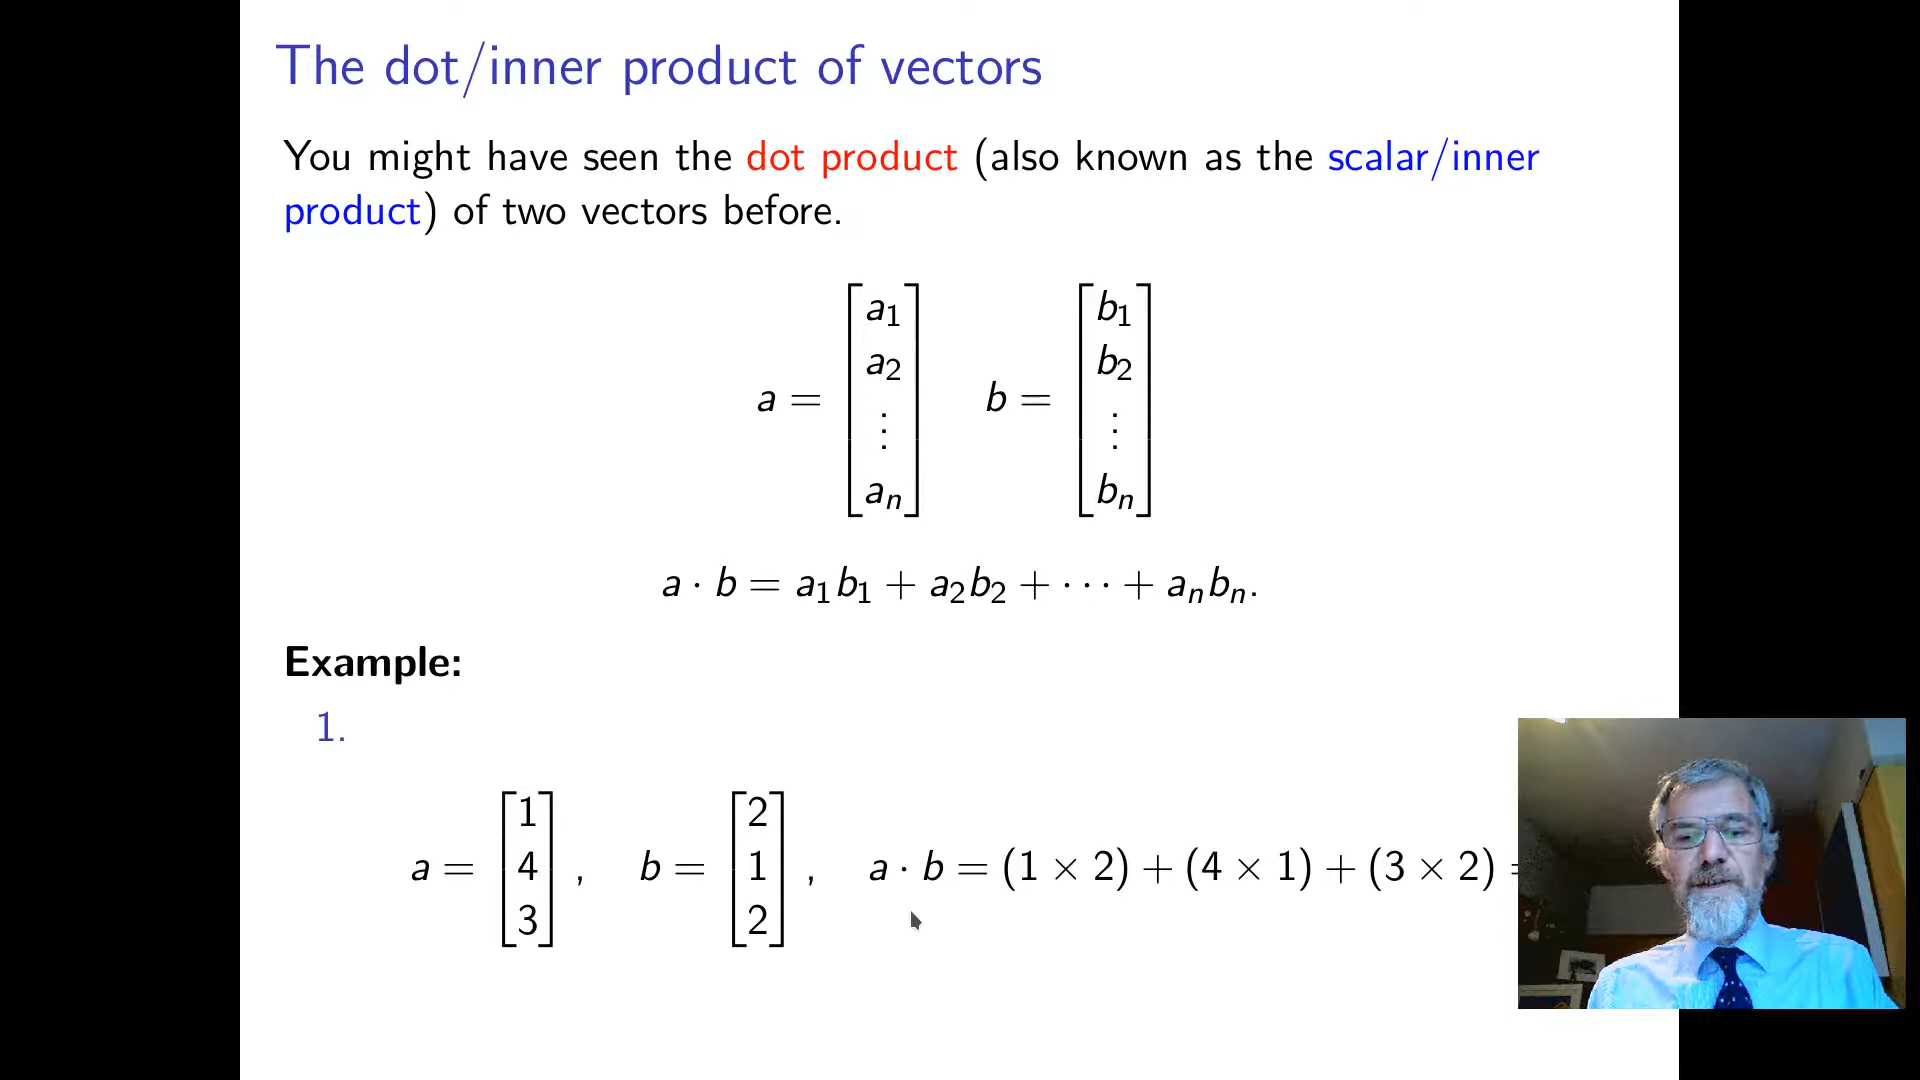 The dot/inner product of vectors
You might have seen the dot product (also known as the scalar/inner
product) of two vectors before.
a = [a₁ a₂ ⋮ aₙ] b = [b₁ b₂ ⋮ bₙ]
a · b = a₁b₁ + a₂b₂ + · · · + aₙbₙ.
Example:
1.
a = [1 4 3], b = [2 1 2], a · b = (1 × 2) + (4 × 1) + (3 × 2) =